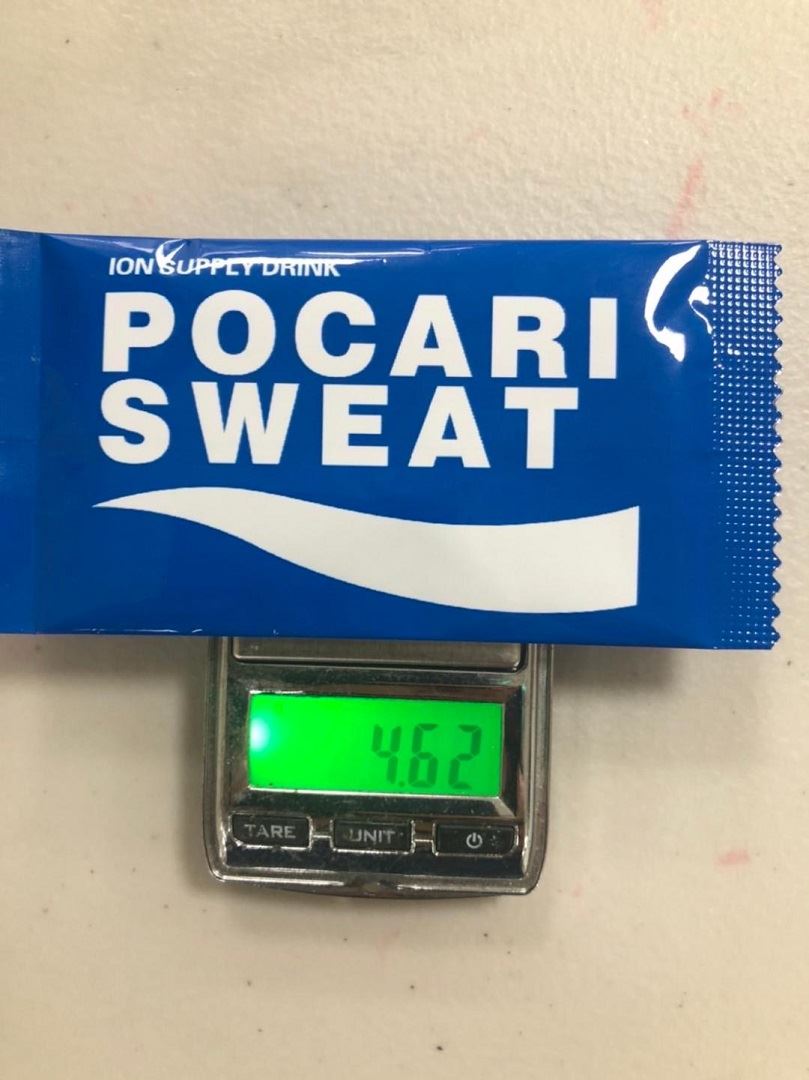 ION SUPPLY DRINK
POCARI
SWEAT
4.62
TARE UNIT